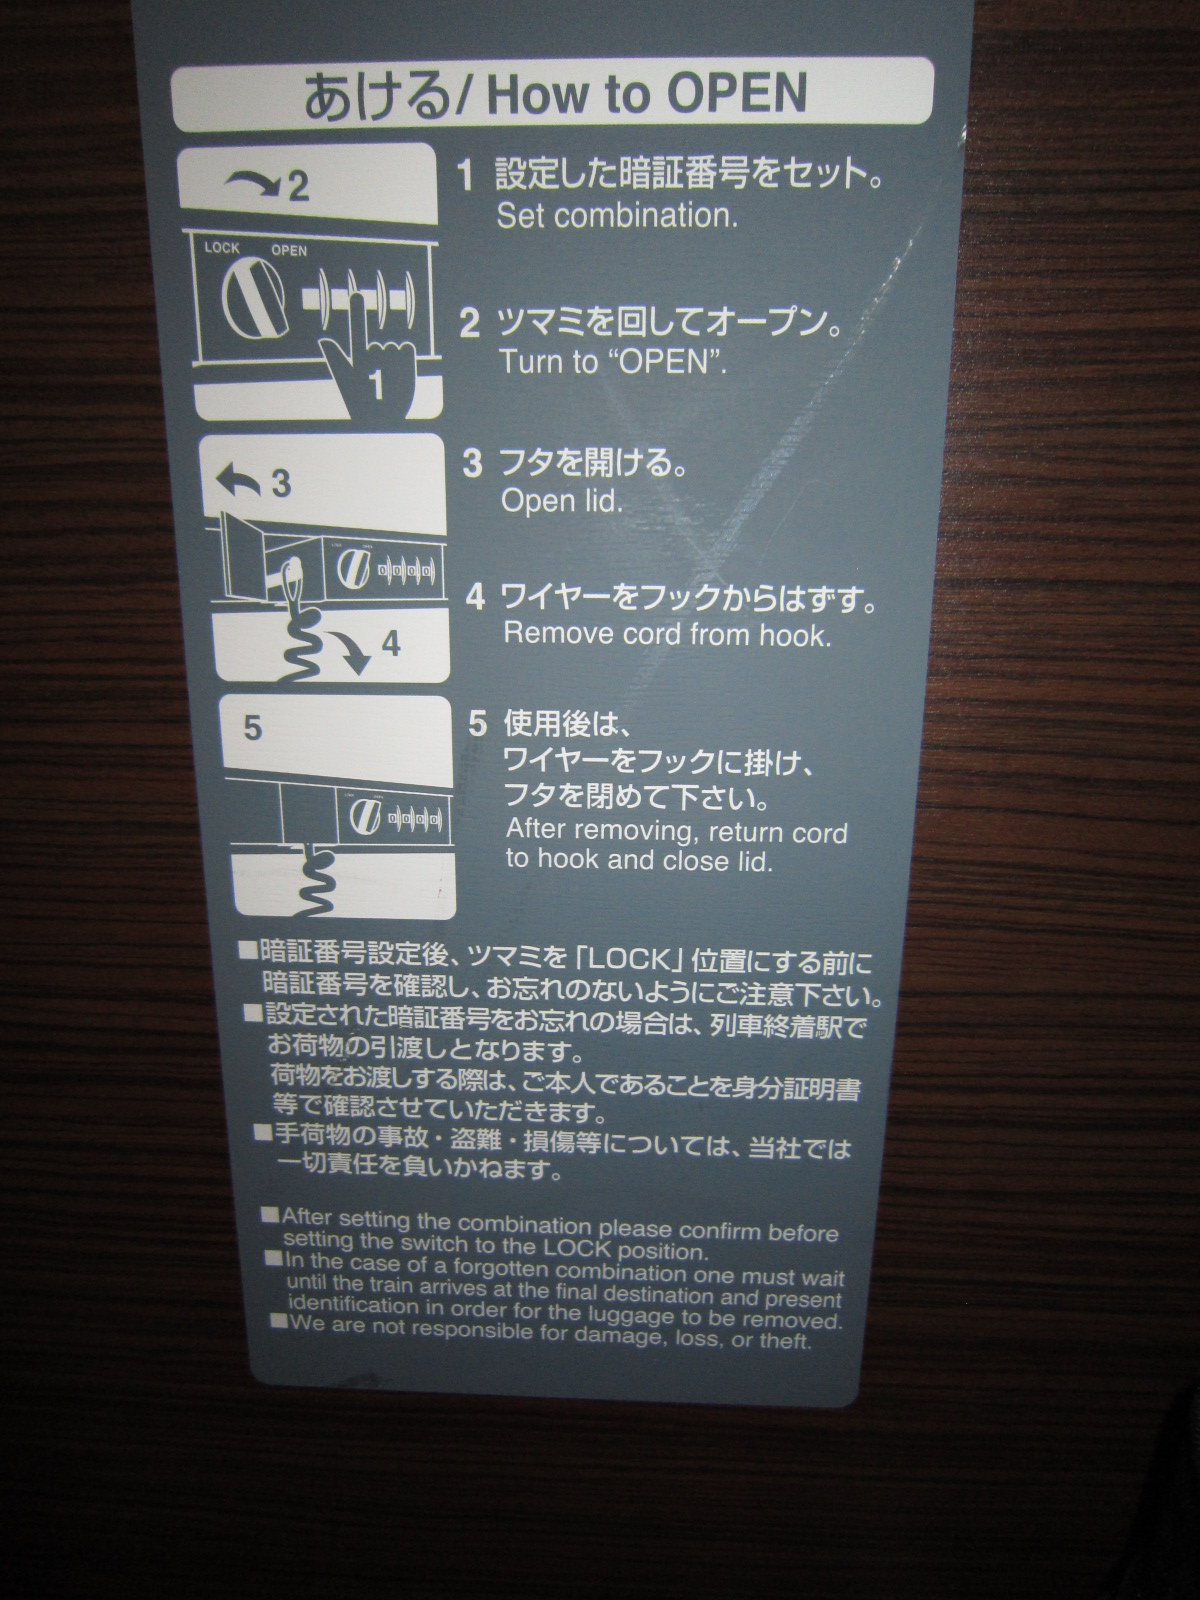 あける/ How to OPEN
2
LOCK OPEN
1
1 設定した暗証番号をセット。
Set combination.
2 ツマミを回してオープン。
Turn to “OPEN”.
3
4
3 フタを開ける。
Open lid.
4 ワイヤーをフックからはずす。
Remove cord from hook.
5
5 使用後は、
ワイヤーをフックに掛け、
フタを閉めて下さい。
After removing, return cord
to hook and close lid.
■暗証番号設定後、ツマミを「LOCK」位置にする前に
暗証番号を確認し、お忘れのないようにご注意下さい。
■設定された暗証番号をお忘れの場合は、列車終着駅で
お荷物の引渡しとなります。
荷物をお渡しする際は、ご本人であることを身分証明書
等で確認させていただきます。
■手荷物の事故・盗難・損傷等については、当社では
一切責任を負いかねます。
■After setting the combination please confirm before
setting the switch to the LOCK position.
■In the case of a forgotten combination one must wait
until the train arrives at the final destination and present
identification in order for the luggage to be removed.
■We are not responsible for damage, loss, or theft.